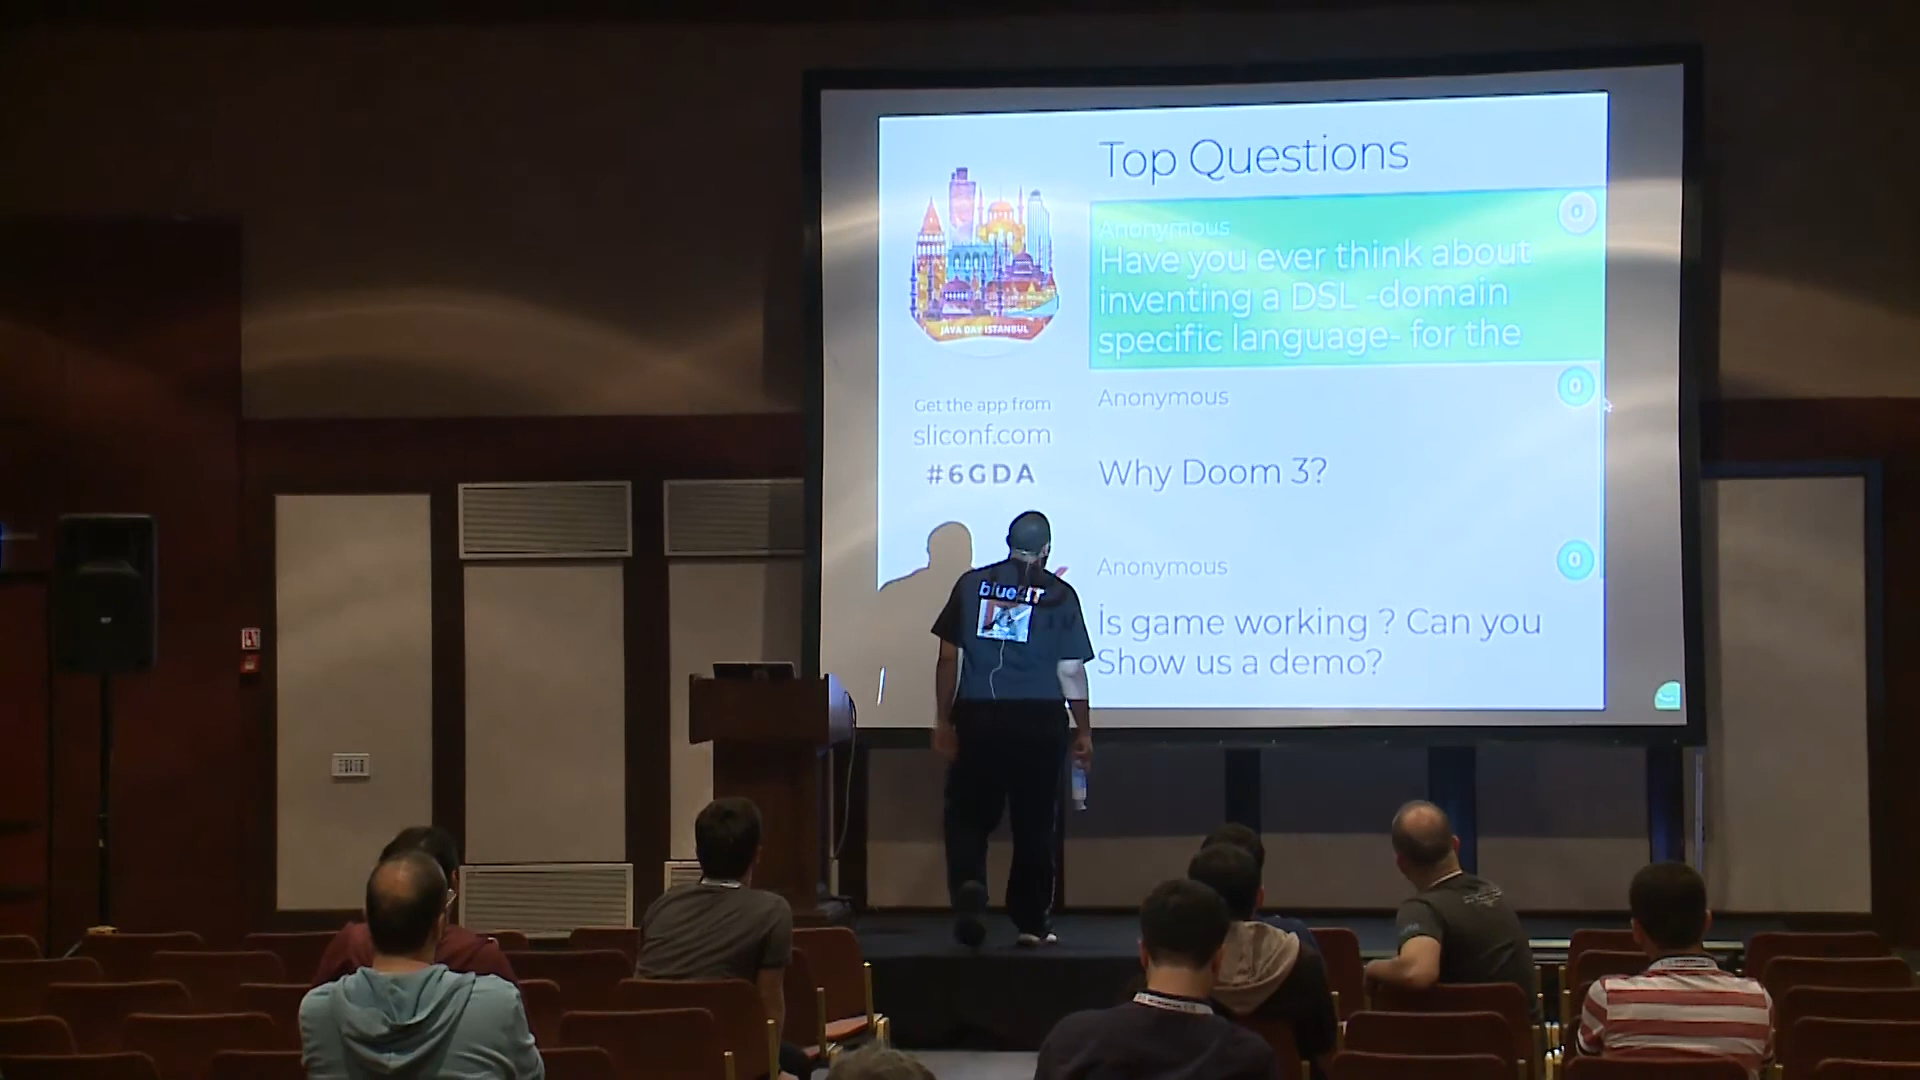 Top Questions
JAVA DAY ISTANBUL
Get the app from
sliconf.com
#6GDA
Anonymous
0
Have you ever think about
inventing a DSL -domain
specific language- for the
Anonymous
0
Why Doom 3?
Anonymous
0
İs game working ? Can you
Show us a demo?